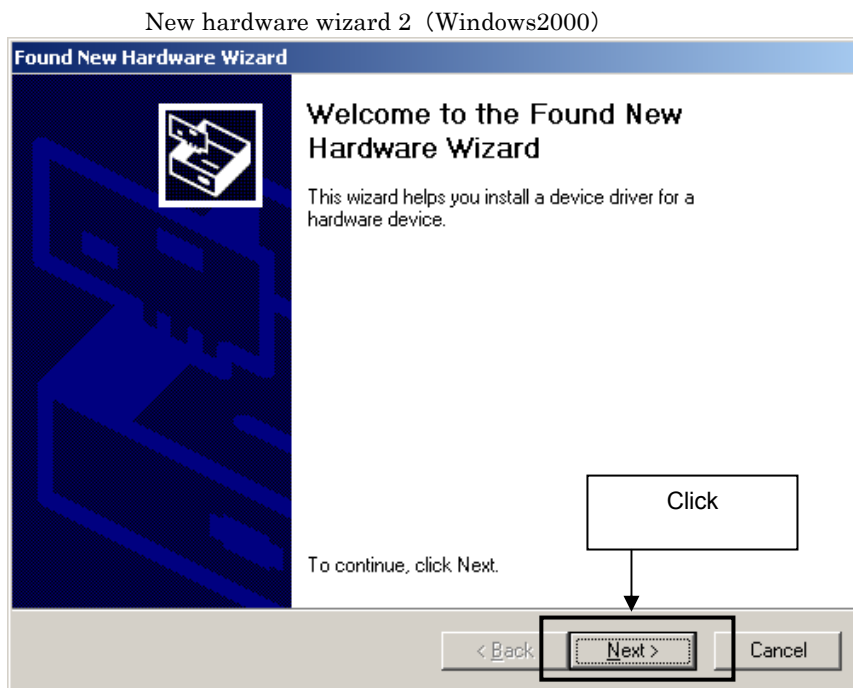 New hardware wizard 2（Windows2000）
Found New Hardware Wizard
Welcome to the Found New
Hardware Wizard
This wizard helps you install a device driver for a
hardware device.
Click
To continue, click Next.
< Back
Next >
Cancel